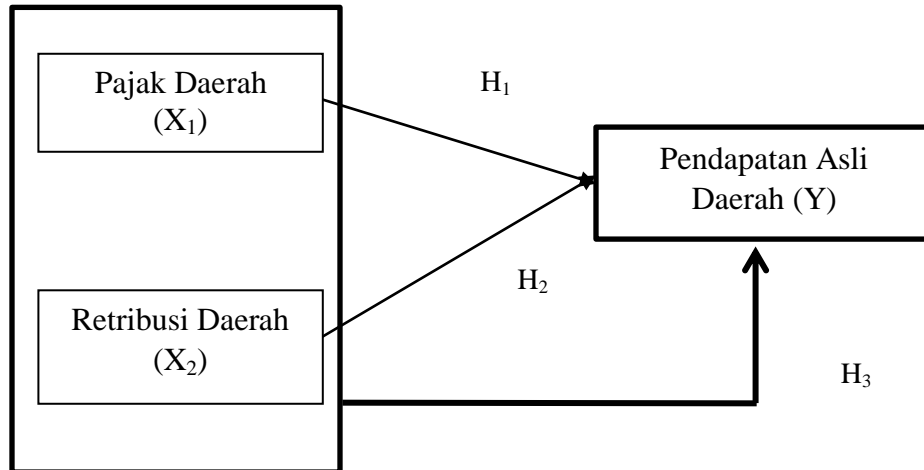 Pajak Daerah
(X₁)
H₁
Pendapatan Asli
Daerah (Y)
H₂
Retribusi Daerah
(X₂)
H₃